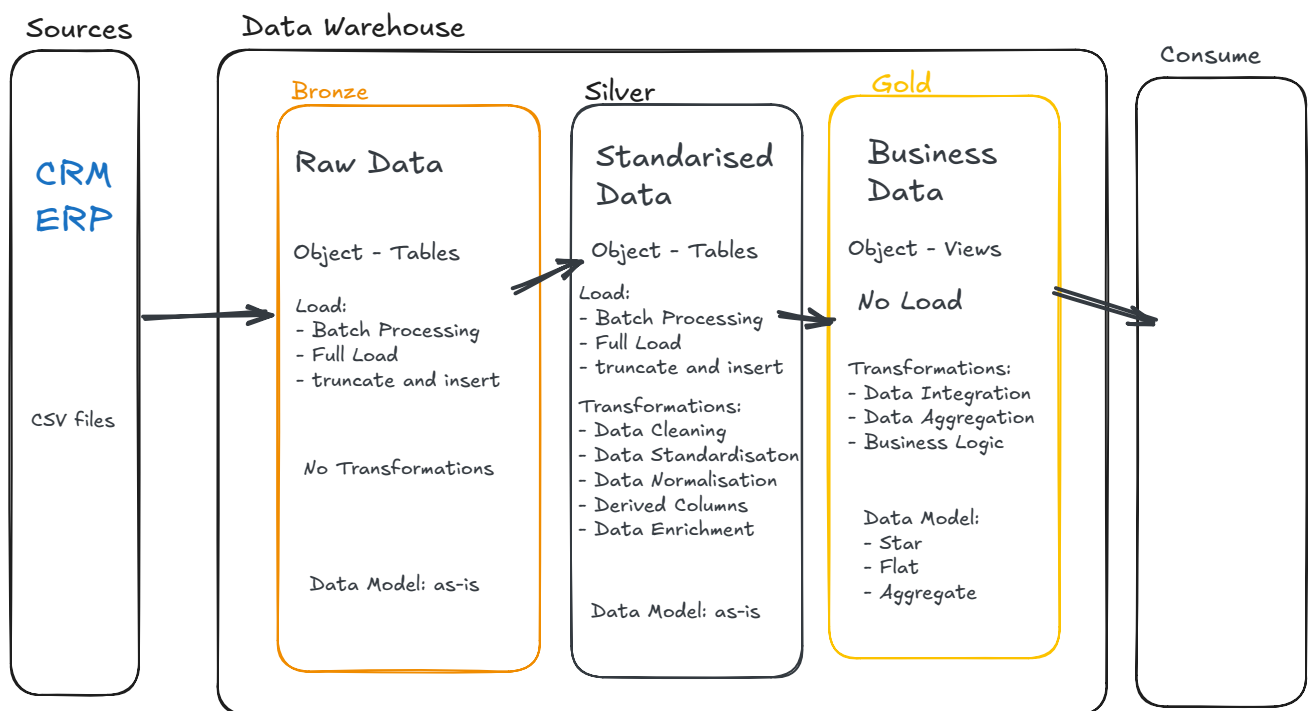 Sources
CRM
ERP
CSV files
Data Warehouse
Bronze
Raw Data
Object - Tables
Load:
- Batch Processing
- Full Load
- truncate and insert
No Transformations
Data Model: as-is
Silver
Standarised
Data
Object - Tables
Load:
- Batch Processing
- Full Load
- truncate and insert
Transformations:
- Data Cleaning
- Data Standardisaton
- Data Normalisation
- Derived Columns
- Data Enrichment
Data Model: as-is
Gold
Business
Data
Object - Views
No Load
Transformations:
- Data Integration
- Data Aggregation
- Business Logic
Data Model:
- Star
- Flat
- Aggregate
Consume